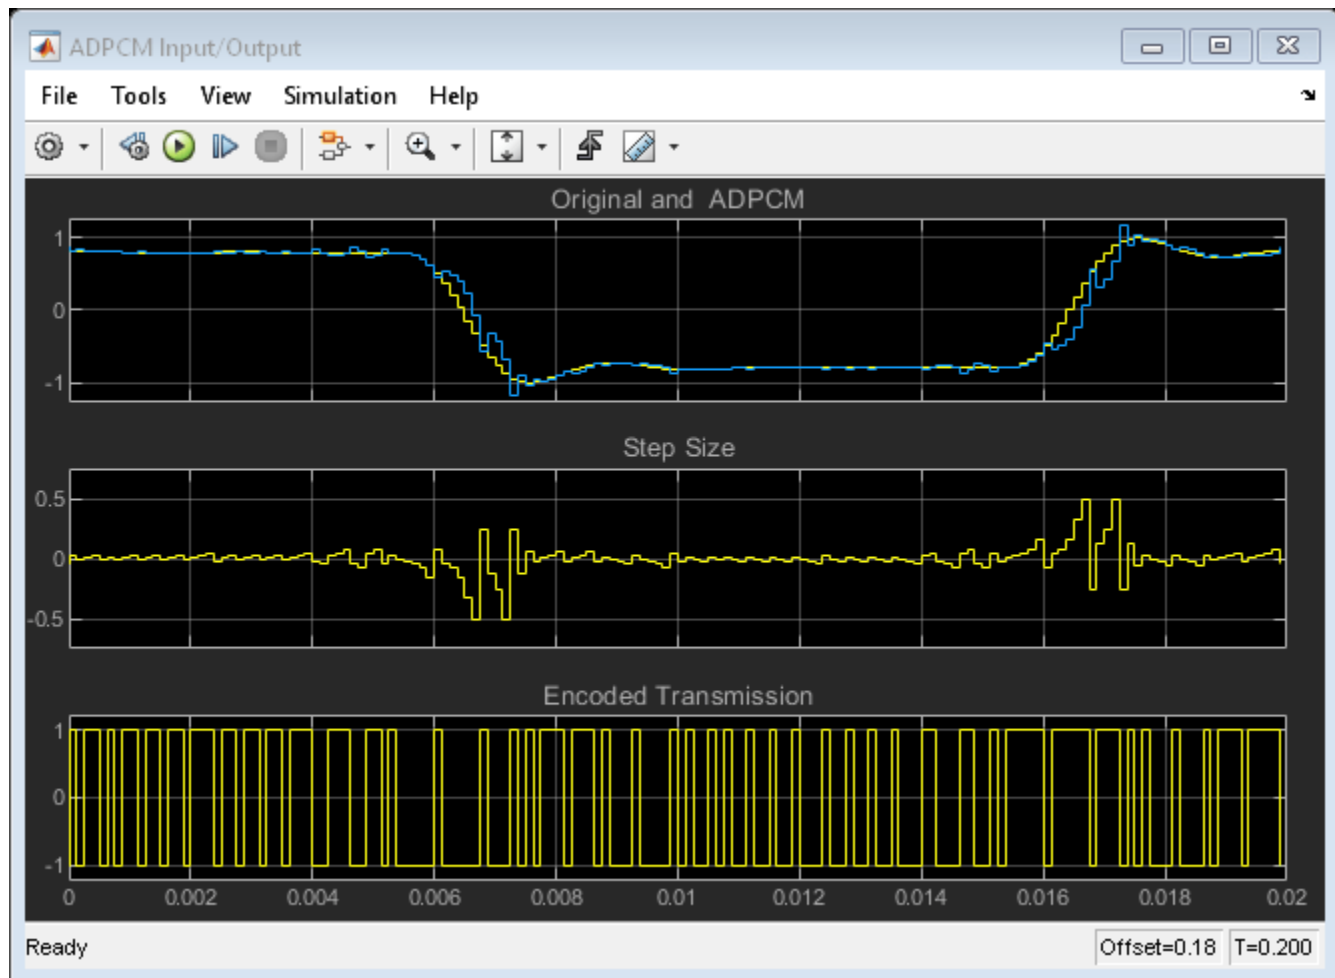 ADPCM Input/Output
File Tools View Simulation Help
Original and ADPCM
1
0
-1
Step Size
0.5
0
-0.5
Encoded Transmission
1
0
-1
0 0.002 0.004 0.006 0.008 0.01 0.012 0.014 0.016 0.018 0.02
Ready Offset=0.18 T=0.200